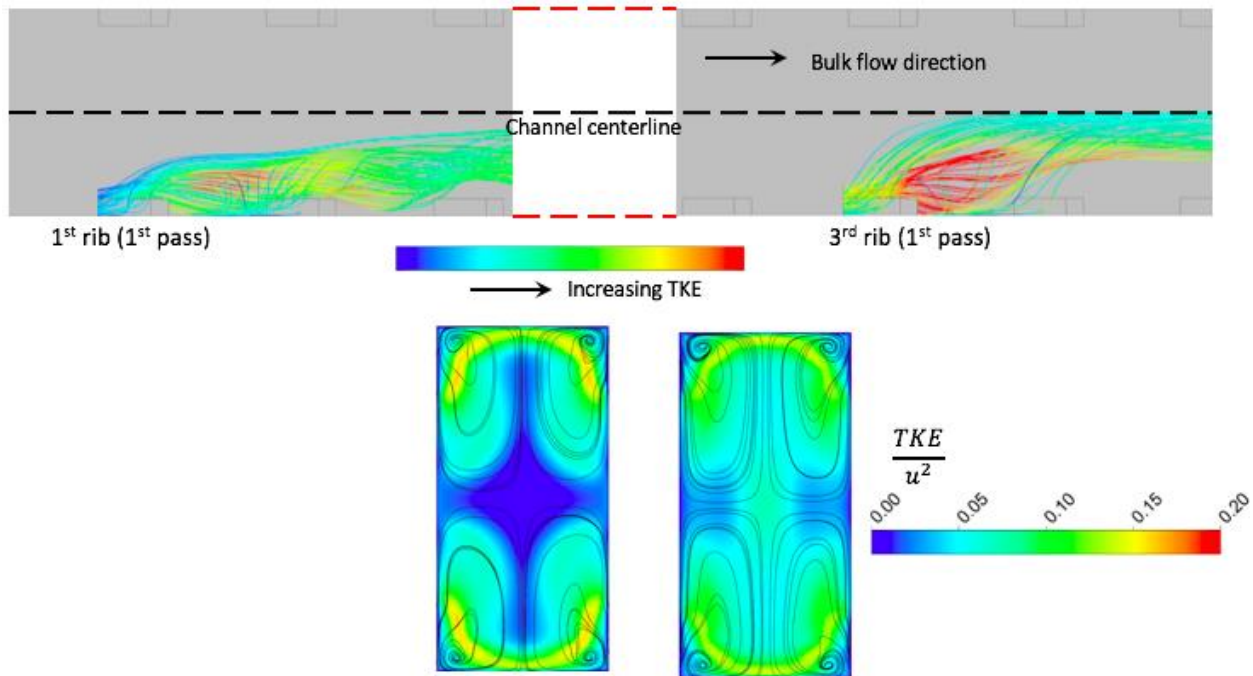 Bulk flow direction
Channel centerline
1st rib (1st pass)
3rd rib (1st pass)
Increasing TKE
TKE
u²
0.00
0.05
0.10
0.15
0.20